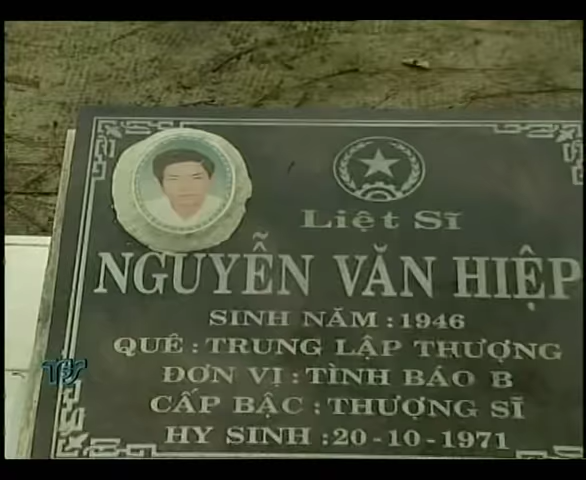 Liệt Sĩ
NGUYỄN VĂN HIỆP
SINH NĂM : 1946
QUÊ : TRUNG LẬP THƯỢNG
ĐƠN VỊ : TÌNH BÁO B
CẤP BẬC : THƯỢNG SĨ
HY SINH : 20 - 10 - 1971
TFS